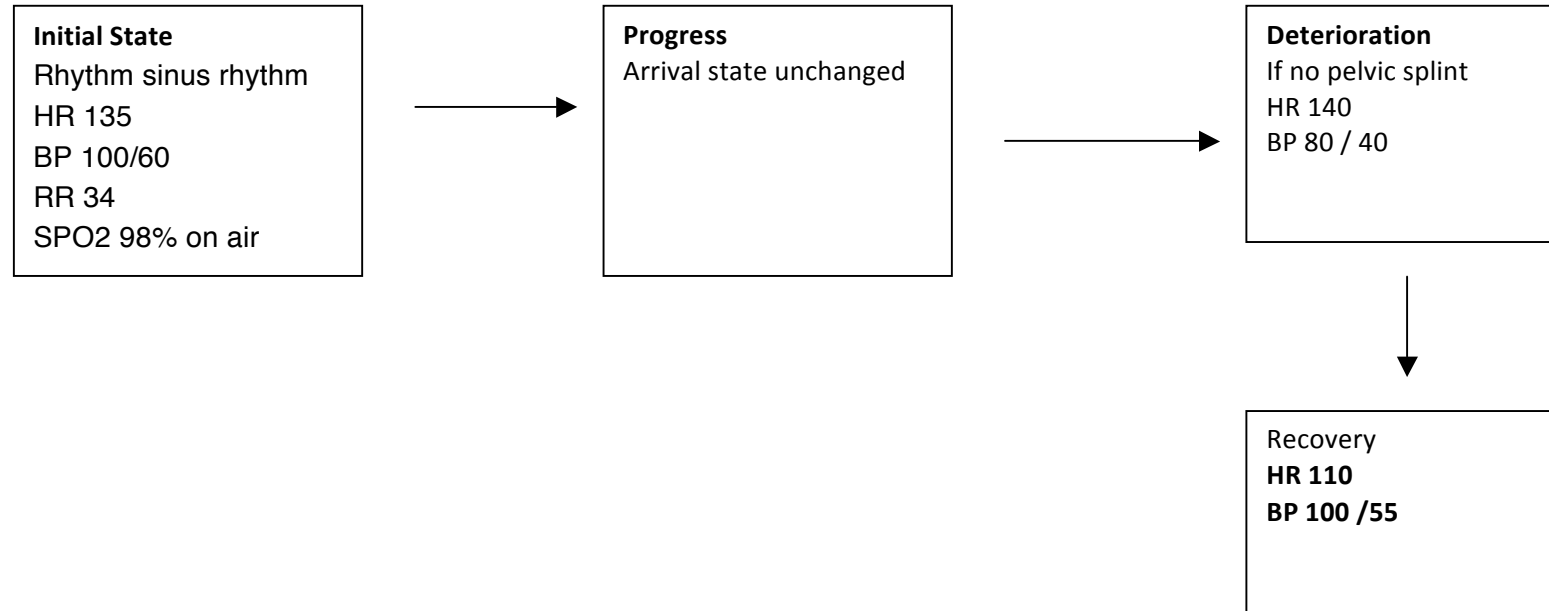 Initial State
Rhythm sinus rhythm
HR 135
BP 100/60
RR 34
SPO2 98% on air
Progress
Arrival state unchanged
Deterioration
If no pelvic splint
HR 140
BP 80 / 40
Recovery
HR 110
BP 100 /55